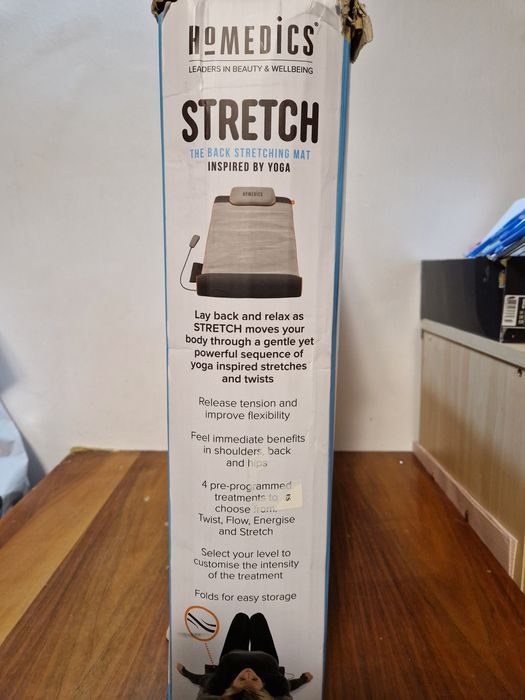 HOMEDICS®
LEADERS IN BEAUTY & WELLBEING
STRETCH
THE BACK STRETCHING MAT
INSPIRED BY YOGA
HOMEDICS
Lay back and relax as
STRETCH moves your
body through a gentle yet
powerful sequence of
yoga inspired stretches
and twists
Release tension and
improve flexibility
Feel immediate benefits
in shoulders, back
and hips
4 pre-programmed
treatments to
choose from:
Twist, Flow, Energise
and Stretch
Select your level to
customise the intensity
of the treatment
Folds for easy storage